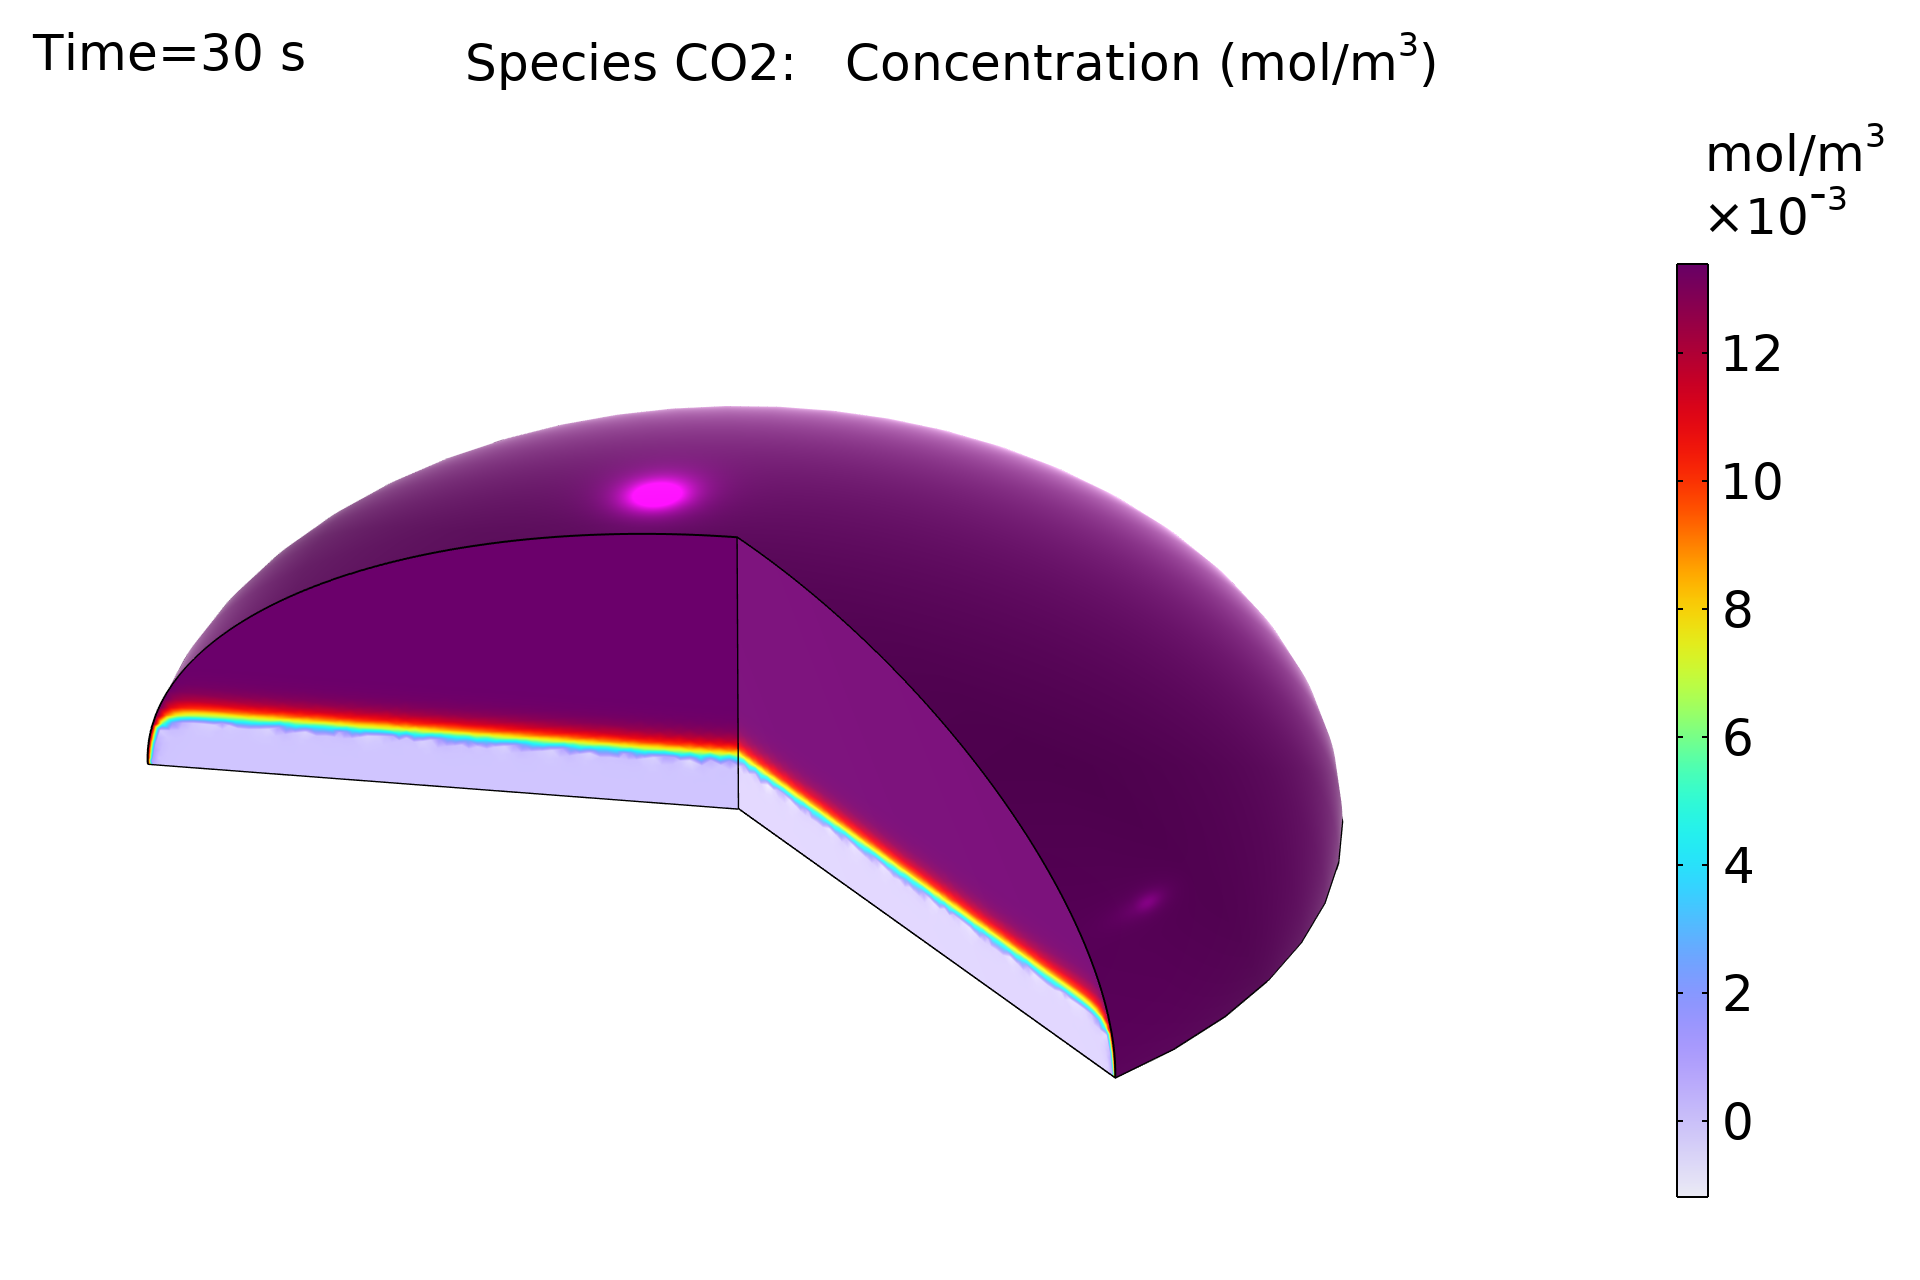 Time=30 s
Species CO2: Concentration (mol/m³)
mol/m³
×10⁻³
12
10
8
6
4
2
0